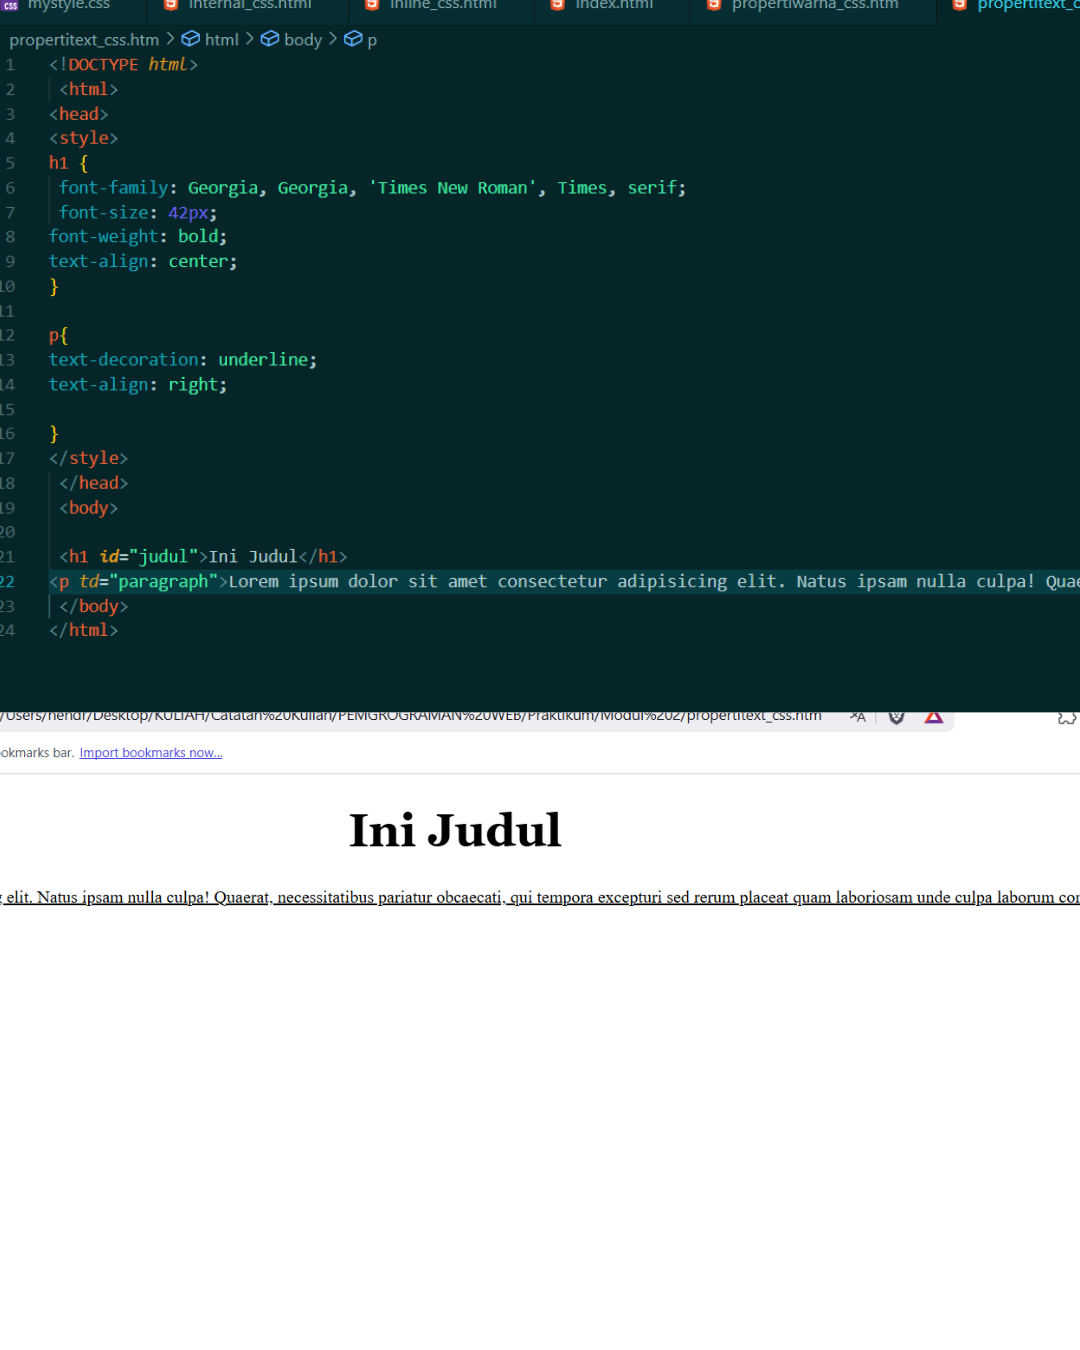 mystyle.css internal_css.html inline_css.html index.html propertiwarna_css.htm propertitext_c
propertitext_css.htm > html > body > p
1 <!DOCTYPE html>
2 <html>
3 <head>
4 <style>
5 h1 {
6 font-family: Georgia, Georgia, 'Times New Roman', Times, serif;
7 font-size: 42px;
8 font-weight: bold;
9 text-align: center;
10 }
11
12 p{
13 text-decoration: underline;
14 text-align: right;
15
16 }
17 </style>
18 </head>
19 <body>
20
21 <h1 id="judul">Ini Judul</h1>
22 <p td="paragraph">Lorem ipsum dolor sit amet consectetur adipisicing elit. Natus ipsam nulla culpa! Quae
23 </body>
24 </html>
/Users/hendr/Desktop/KULIAH/Catatan%20Kuliah/PEMGROGRAMAN%20WEB/Praktikum/Modul%202/propertitext_css.htm
okmarks bar. Import bookmarks now...
Ini Judul
g elit. Natus ipsam nulla culpa! Quaerat, necessitatibus pariatur obcaecati, qui tempora excepturi sed rerum placeat quam laboriosam unde culpa laborum con